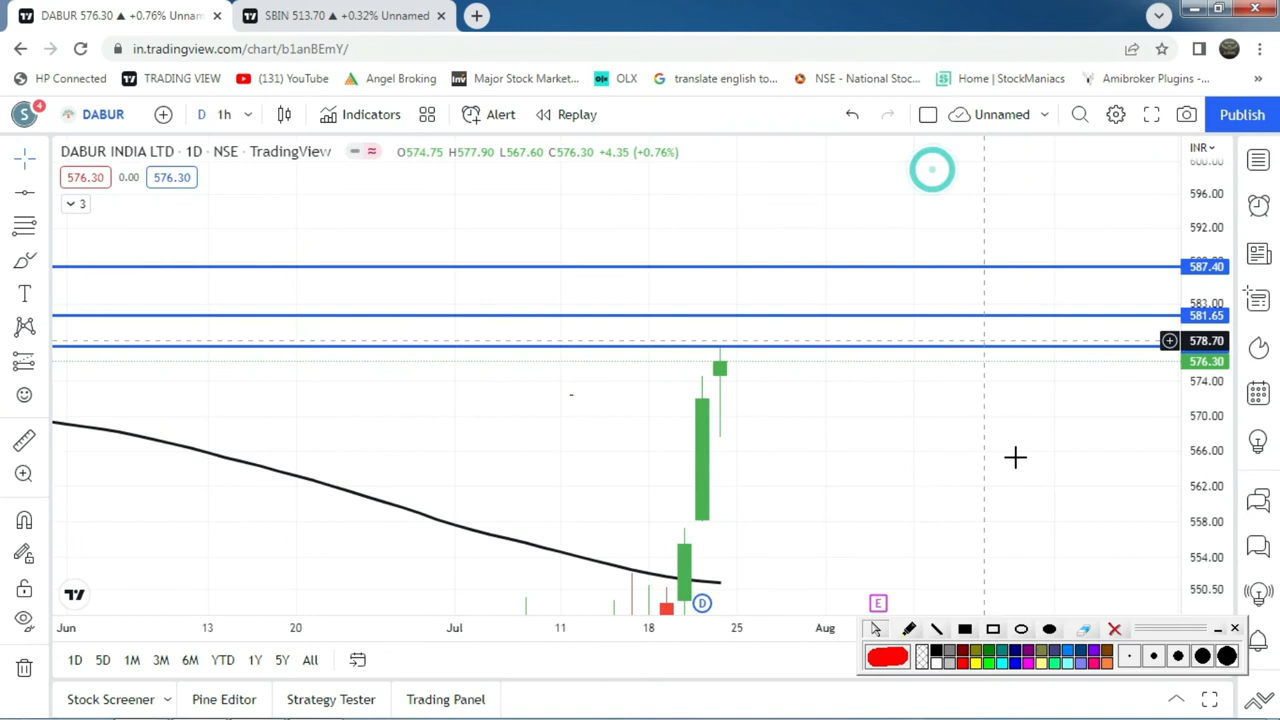 DABUR 576.30 ▲ +0.76% Unnam
SBIN 513.70 ▲ +0.32% Unnamed
in.tradingview.com/chart/b1anBEmY/
HP Connected
TRADING VIEW
(131) YouTube
Angel Broking
Inv
Major Stock Market...
olx
OLX
translate english to...
NSE - National Stoc...
Home | StockManiacs
Amibroker Plugins -...
»
S
4
DABUR
D
1h
Indicators
Alert
Replay
Unnamed
Publish
DABUR INDIA LTD · 1D · NSE · TradingView
O574.75 H577.90 L567.60 C576.30 +4.35 (+0.76%)
INR
576.30
0.00
576.30
3
600.00
596.00
592.00
587.40
583.00
581.65
578.70
576.30
574.00
570.00
566.00
562.00
558.00
554.00
550.50
D
E
Jun
13
20
Jul
11
18
25
Aug
1D
5D
1M
3M
6M
YTD
1Y
5Y
All
Stock Screener
Pine Editor
Strategy Tester
Trading Panel